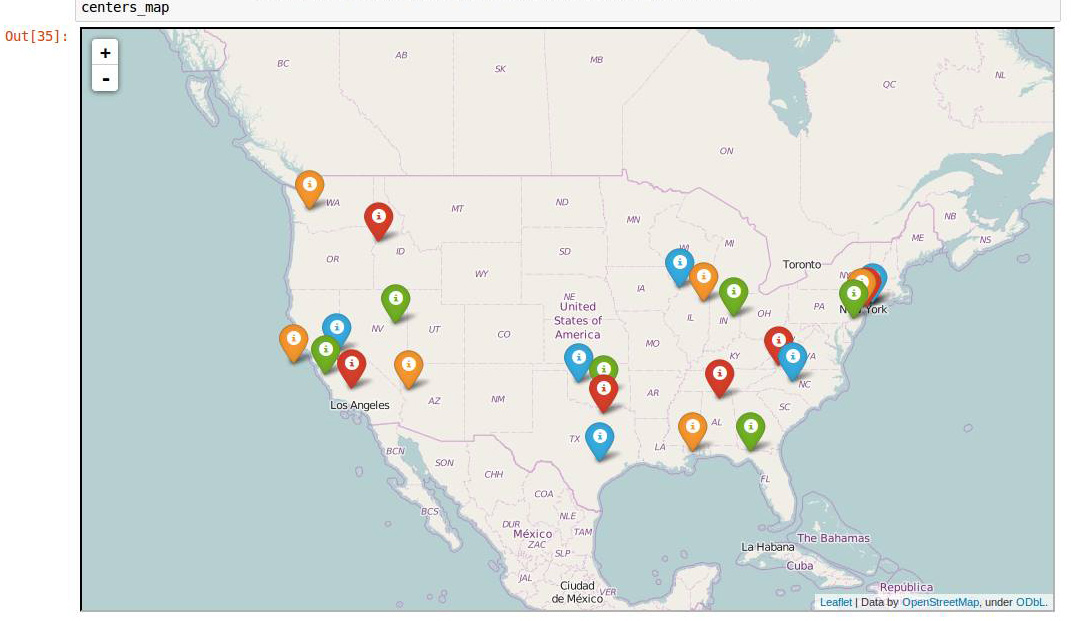 centers_map
Out[35]:
+
-
BC
AB
SK
MB
ON
QC
NL
NB
NS
ME
WA
MT
ND
MN
OR
ID
SD
WI
MI
Toronto
WY
IA
NY
NE
United
States of
America
NV
UT
CO
IL
IN
OH
PA
New York
MO
KY
VA
NC
Los Angeles
AZ
NM
AR
SC
TX
LA
AL
BCN
SON
CHH
COA
FL
BCS
DUR
NLE
México
TAM
ZAC
SLP
La Habana
The Bahamas
Cuba
JAL
Ciudad
de México
VER
República
Leaflet | Data by OpenStreetMap, under ODbL.